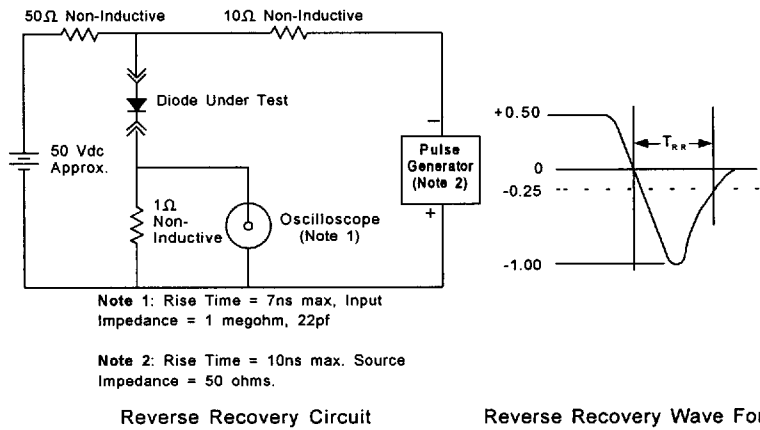 50Ω Non-Inductive
10Ω Non-Inductive
Diode Under Test
50 Vdc
Approx.
1Ω
Non-
Inductive
Oscilloscope
(Note 1)
−
Pulse
Generator
(Note 2)
+
+0.50
TRR
0
-0.25
-1.00
Note 1: Rise Time = 7ns max, Input
Impedance = 1 megohm, 22pf
Note 2: Rise Time = 10ns max. Source
Impedance = 50 ohms.
Reverse Recovery Circuit
Reverse Recovery Wave For